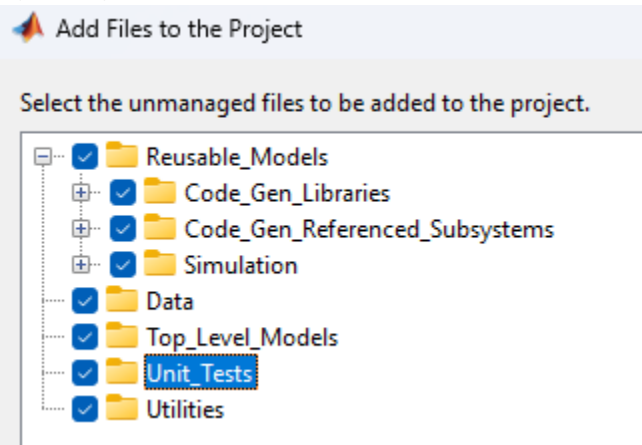 Add Files to the Project
Select the unmanaged files to be added to the project.
Reusable_Models
Code_Gen_Libraries
Code_Gen_Referenced_Subsystems
Simulation
Data
Top_Level_Models
Unit_Tests
Utilities